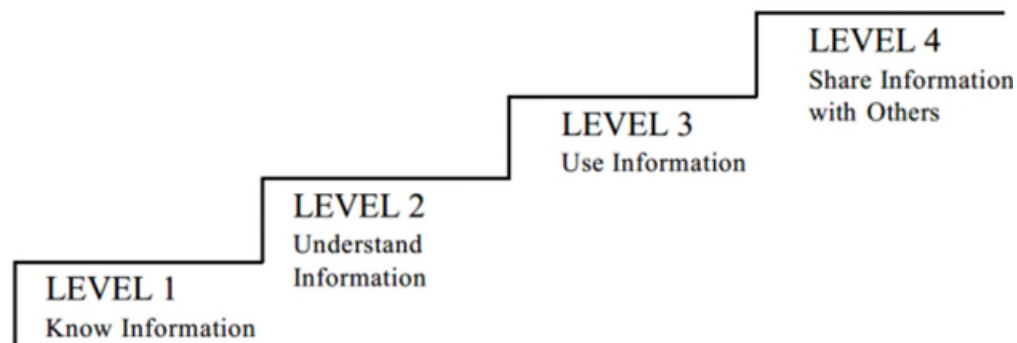 LEVEL 4
Share Information
with Others
LEVEL 3
Use Information
LEVEL 2
Understand
Information
LEVEL 1
Know Information